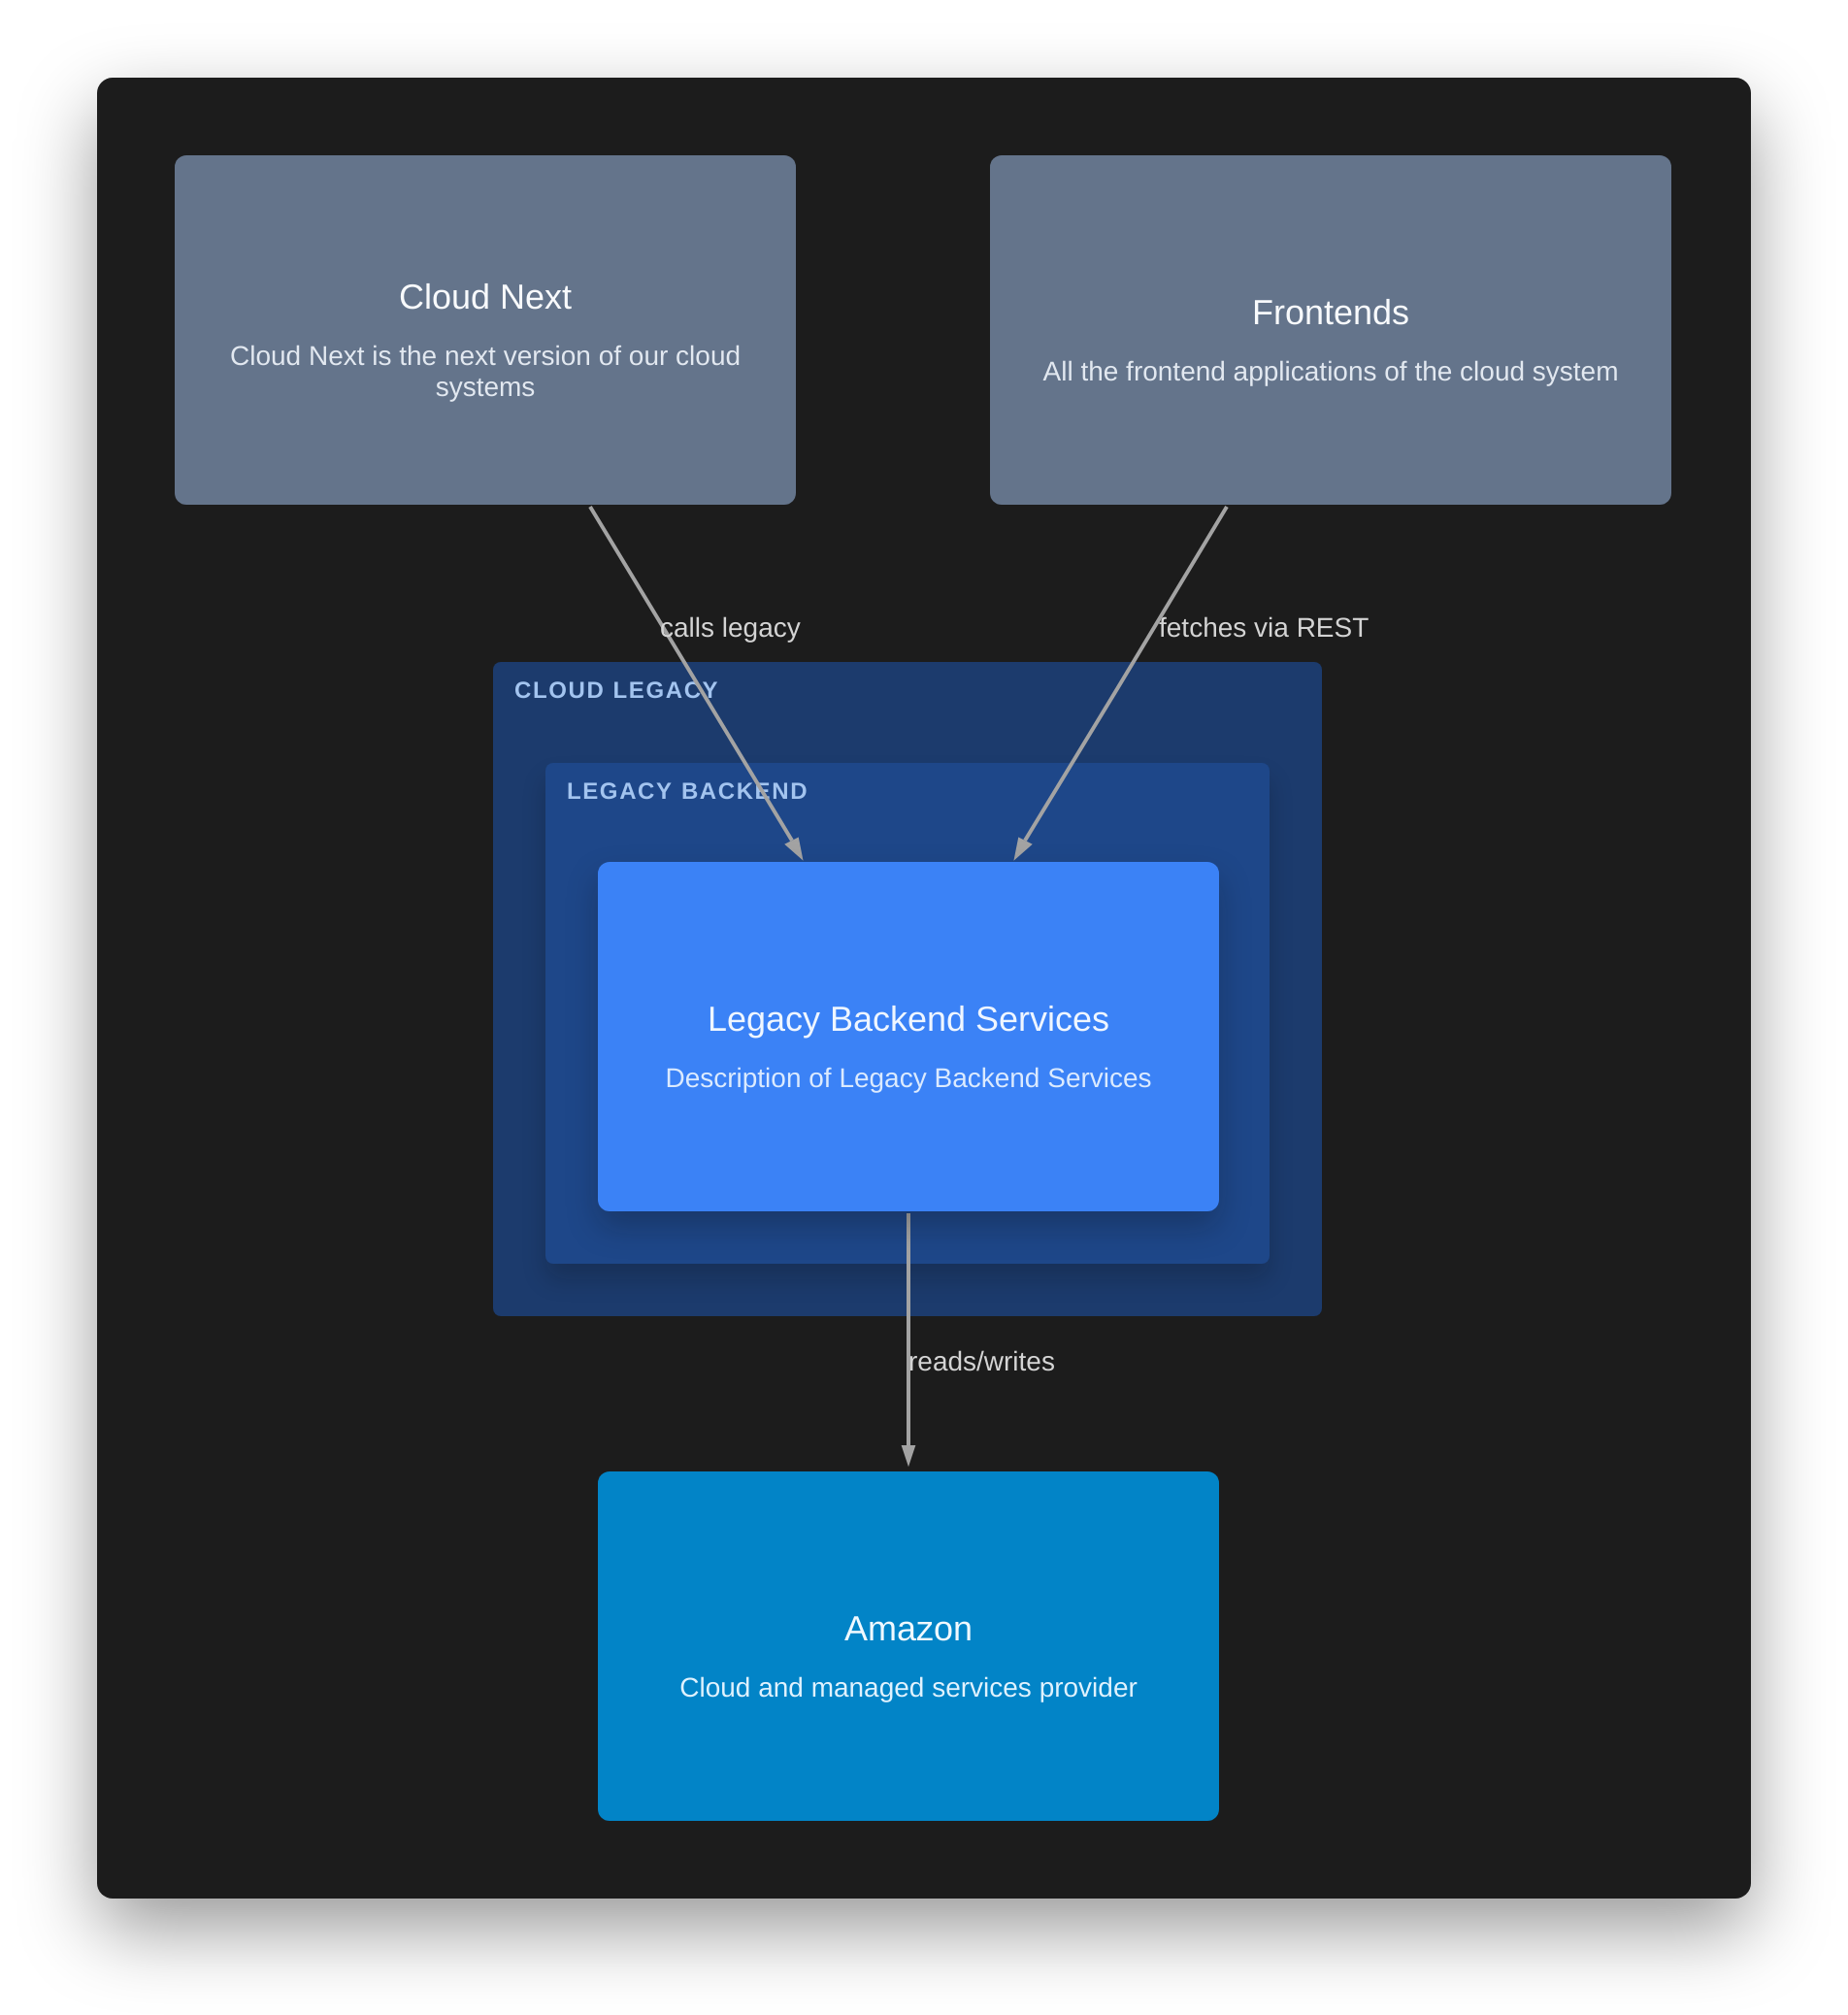 Cloud Next
Cloud Next is the next version of our cloud
systems
Frontends
All the frontend applications of the cloud system
calls legacy
fetches via REST
CLOUD LEGACY
LEGACY BACKEND
Legacy Backend Services
Description of Legacy Backend Services
reads/writes
Amazon
Cloud and managed services provider